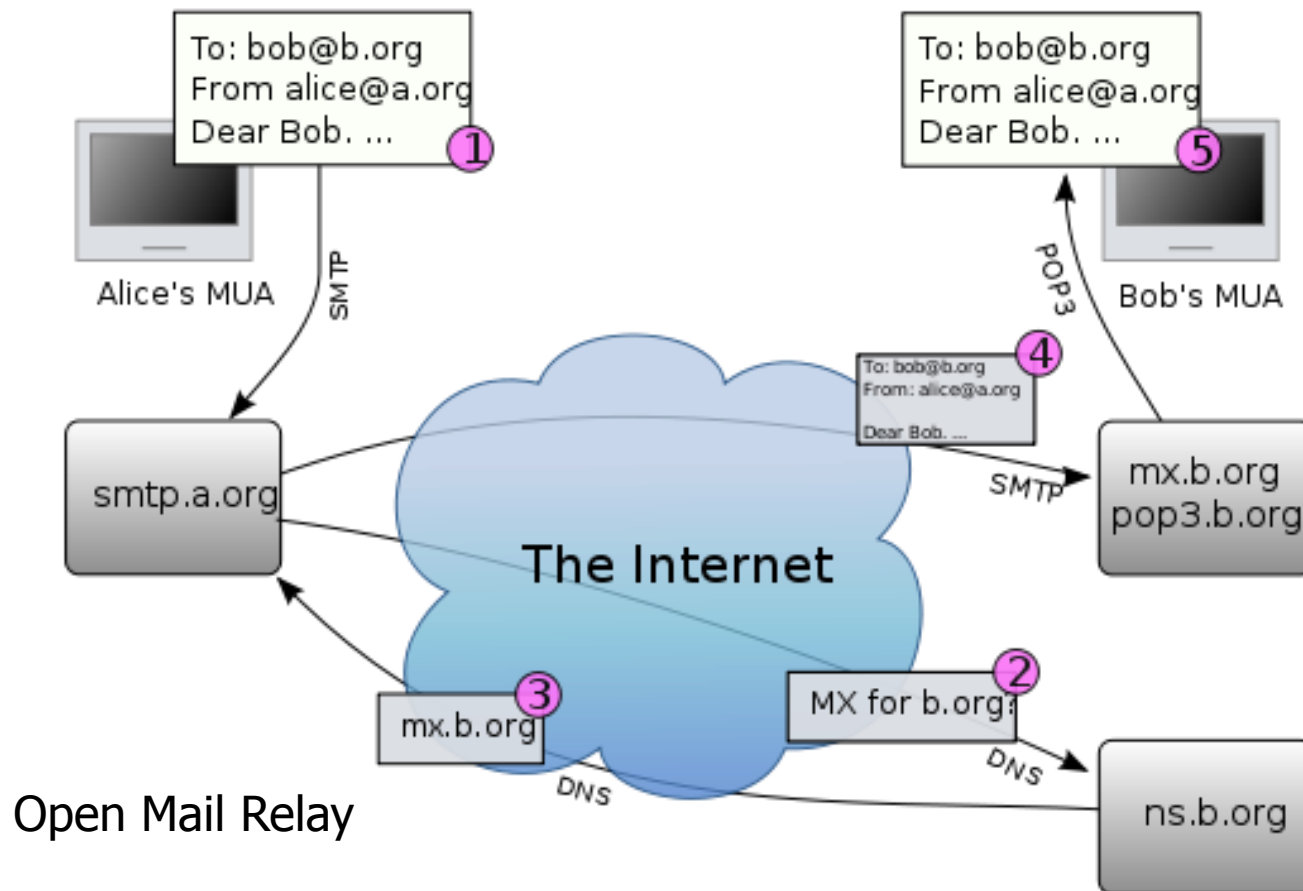 To: bob@b.org
From alice@a.org
Dear Bob. ...
1
Alice's MUA
SMTP
To: bob@b.org
From alice@a.org
Dear Bob. ...
5
Bob's MUA
POP3
To: bob@b.org
From: alice@a.org
Dear Bob. ...
4
SMTP
smtp.a.org
mx.b.org
pop3.b.org
The Internet
MX for b.org?
2
DNS
mx.b.org
3
DNS
ns.b.org
Open Mail Relay